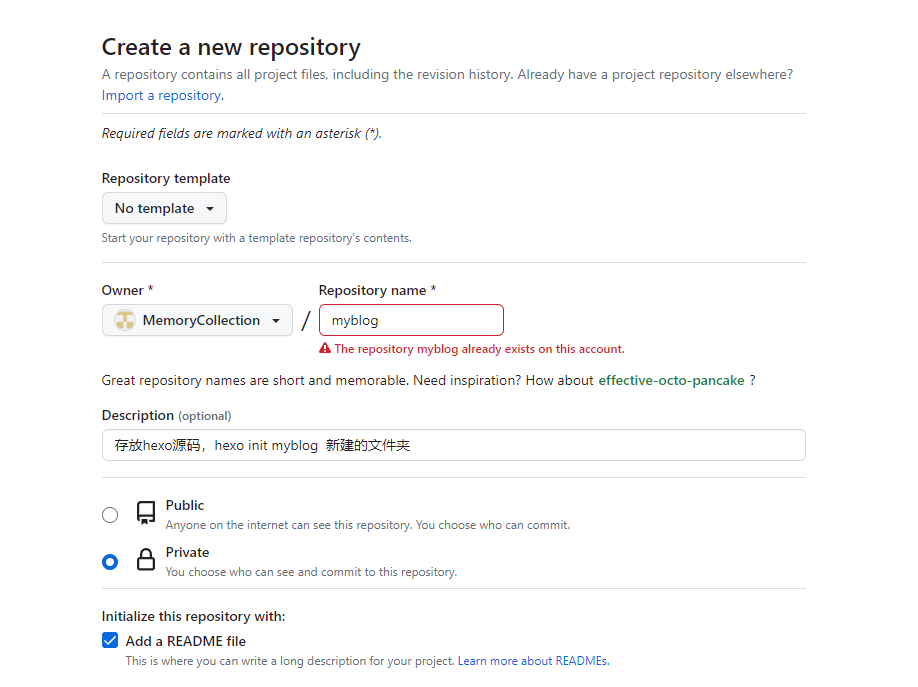 Create a new repository
A repository contains all project files, including the revision history. Already have a project repository elsewhere?
Import a repository.
Required fields are marked with an asterisk (*).
Repository template
No template
Start your repository with a template repository's contents.
Owner *
Repository name *
MemoryCollection
/
myblog
The repository myblog already exists on this account.
Great repository names are short and memorable. Need inspiration? How about effective-octo-pancake ?
Description (optional)
存放hexo源码，hexo init myblog 新建的文件夹
Public
Anyone on the internet can see this repository. You choose who can commit.
Private
You choose who can see and commit to this repository.
Initialize this repository with:
Add a README file
This is where you can write a long description for your project. Learn more about READMEs.